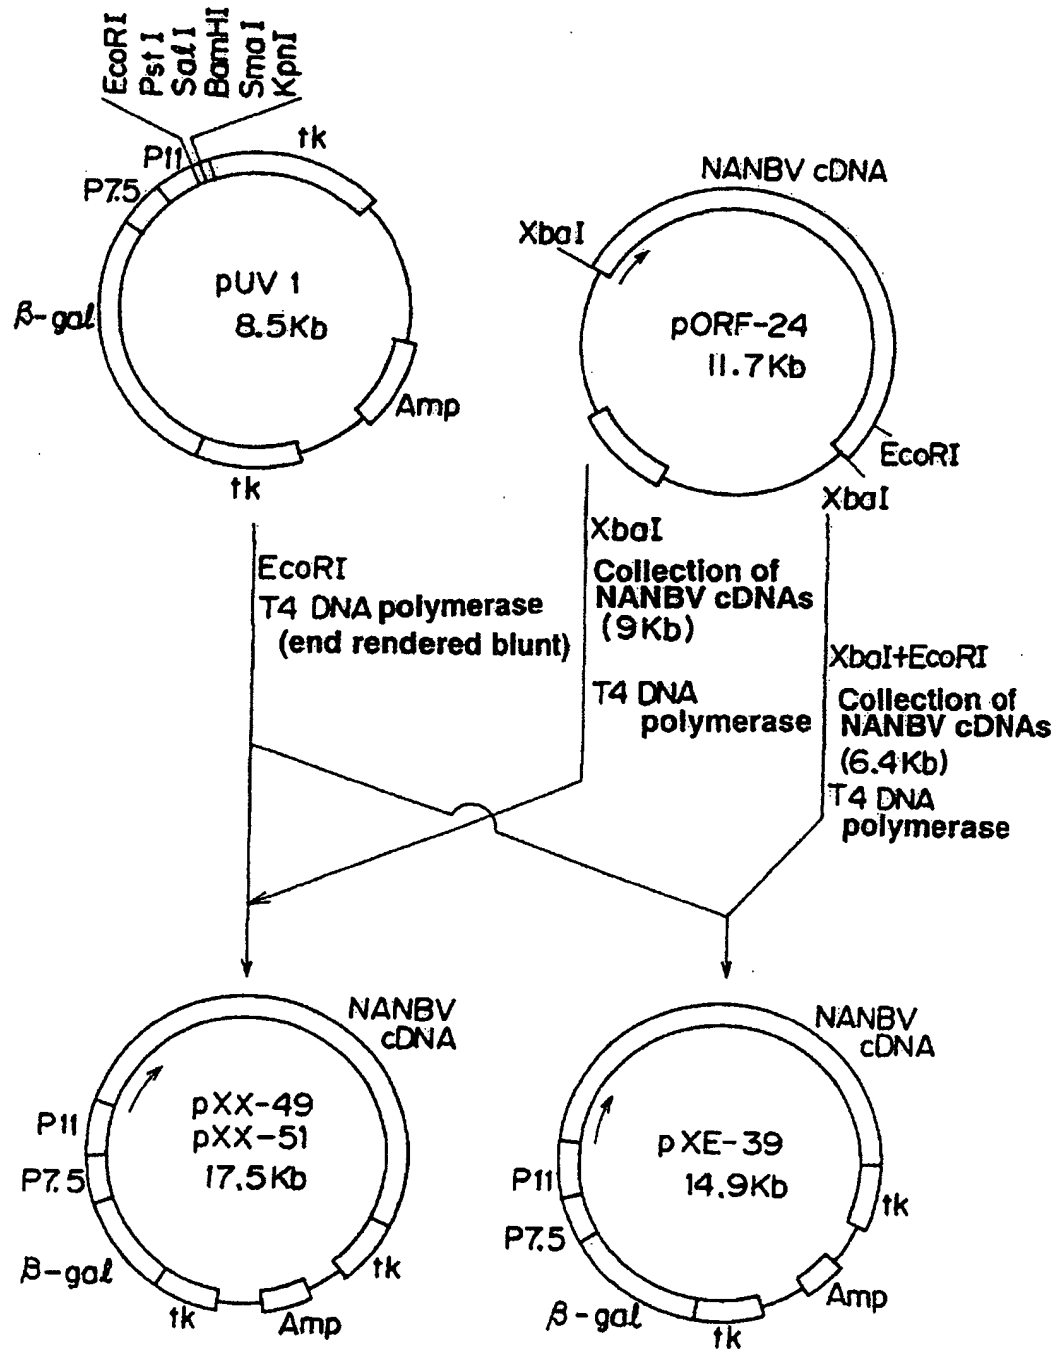 EcoRI
Pst I
Sal I
BamHI
Sma I
KpnI
tk
P11
P7.5
β-gal
pUV 1
8.5Kb
Amp
tk
NANBV cDNA
XbaI
pORF-24
11.7Kb
EcoRI
XbaI
EcoRI
T4 DNA polymerase
(end rendered blunt)
XbaI
Collection of
NANBV cDNAs
(9Kb)
T4 DNA
polymerase
XbaI+EcoRI
Collection of
NANBV cDNAs
(6.4Kb)
T4 DNA
polymerase
NANBV
cDNA
pXX-49
pXX-51
17.5Kb
P11
P7.5
β-gal
tk
Amp
tk
NANBV
cDNA
pXE-39
14.9Kb
P11
P7.5
β-gal
tk
Amp
tk